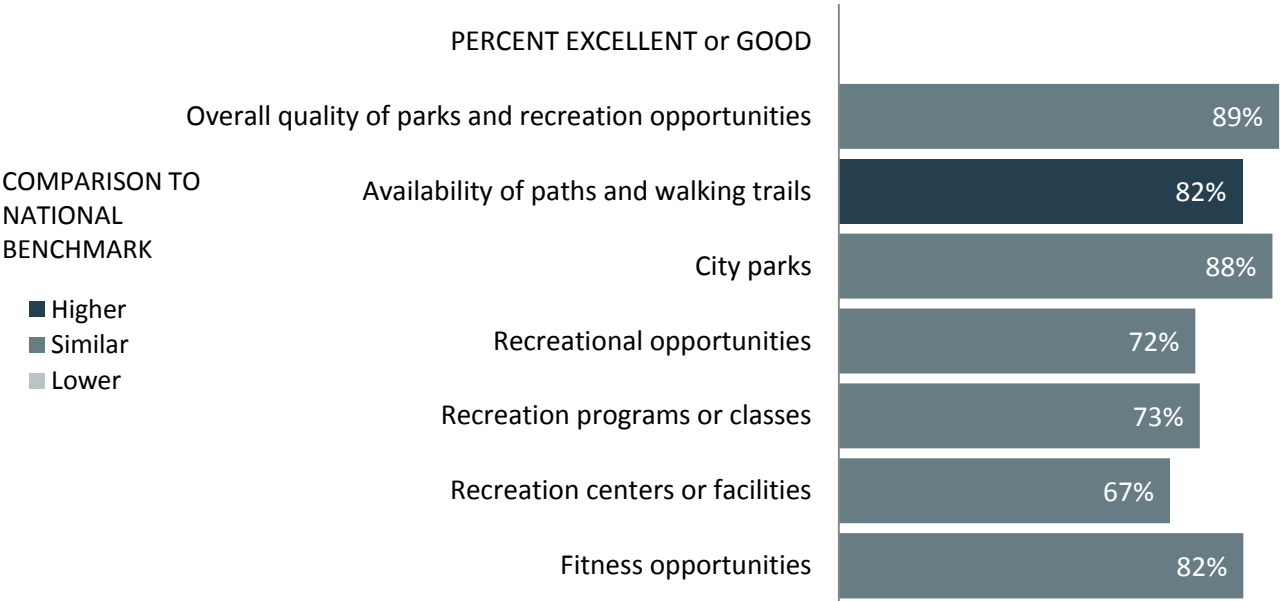 PERCENT EXCELLENT or GOOD
Overall quality of parks and recreation opportunities
89%
COMPARISON TO
NATIONAL
BENCHMARK
Higher
Similar
Lower
Availability of paths and walking trails
82%
City parks
88%
Recreational opportunities
72%
Recreation programs or classes
73%
Recreation centers or facilities
67%
Fitness opportunities
82%